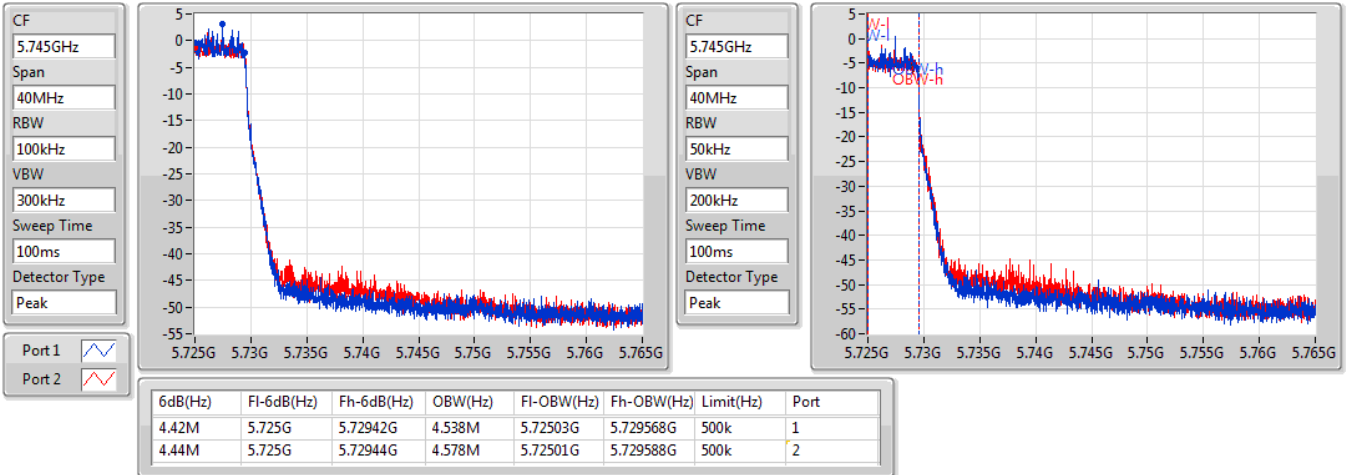 CF
5.745GHz
Span
40MHz
RBW
100kHz
VBW
300kHz
Sweep Time
100ms
Detector Type
Peak
Port 1
Port 2
5
0
-5
-10
-15
-20
-25
-30
-35
-40
-45
-50
-55
5.725G 5.73G 5.735G 5.74G 5.745G 5.75G 5.755G 5.76G 5.765G
CF
5.745GHz
Span
40MHz
RBW
50kHz
VBW
200kHz
Sweep Time
100ms
Detector Type
Peak
5
0
-5
-10
-15
-20
-25
-30
-35
-40
-45
-50
-55
-60
W-l
W-l
OBW-h
OBW-h
5.725G 5.73G 5.735G 5.74G 5.745G 5.75G 5.755G 5.76G 5.765G
6dB(Hz) Fl-6dB(Hz) Fh-6dB(Hz) OBW(Hz) Fl-OBW(Hz) Fh-OBW(Hz) Limit(Hz) Port
4.42M 5.725G 5.72942G 4.538M 5.72503G 5.729568G 500k 1
4.44M 5.725G 5.72944G 4.578M 5.72501G 5.729588G 500k 2